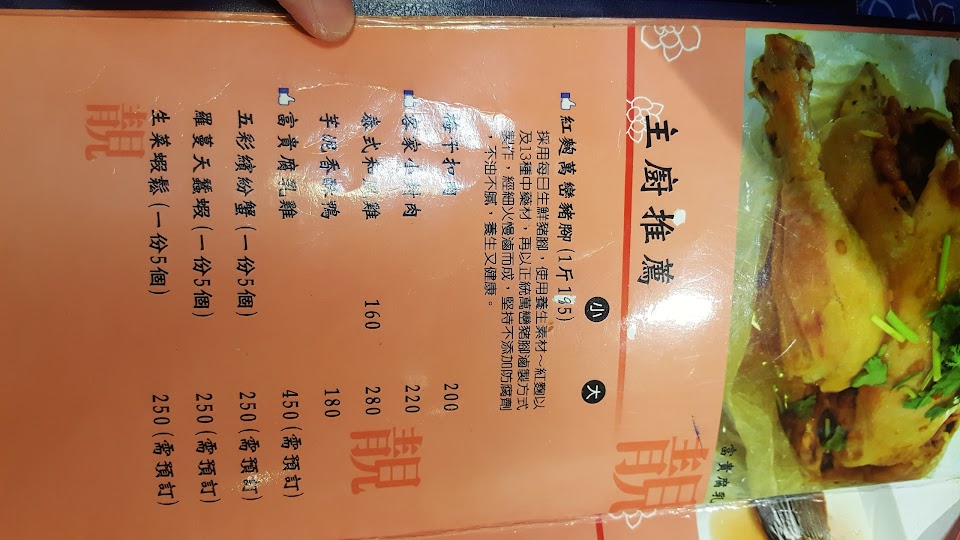 主廚推薦
小 大
紅麴萬巒豬腳(1斤195)
採用每日生鮮豬腳，使用養生素材～紅麴以
及13種中藥材，再以正統萬巒豬腳滷製方式
製作，經細火慢滷而成，堅持不添加防腐劑
，不油不膩，養生又健康。
扣肉 200
客家小 肉 220
泰式 雞 160 280
芋泥香酥鴨 180
富貴腐乳雞 450(需預訂)
五彩繽紛蟹(一份5個) 250(需預訂)
羅蔓天蠶蝦(一份5個) 250(需預訂)
生菜蝦鬆(一份5個) 250(需預訂)
靚
靚
靚
富貴腐乳